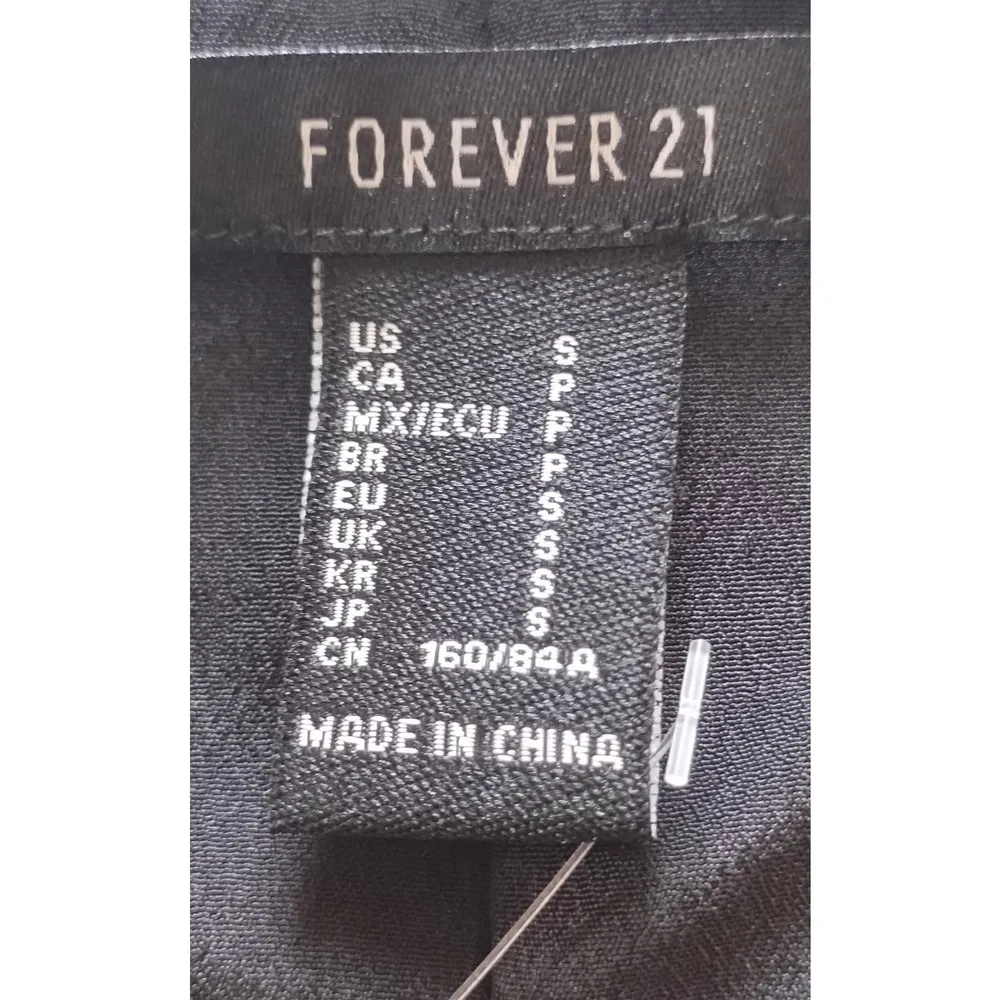 FOREVER 21
US S
CA P
MX/ECU P
BR P
EU S
UK S
KR S
JP S
CN 160/84A
MADE IN CHINA